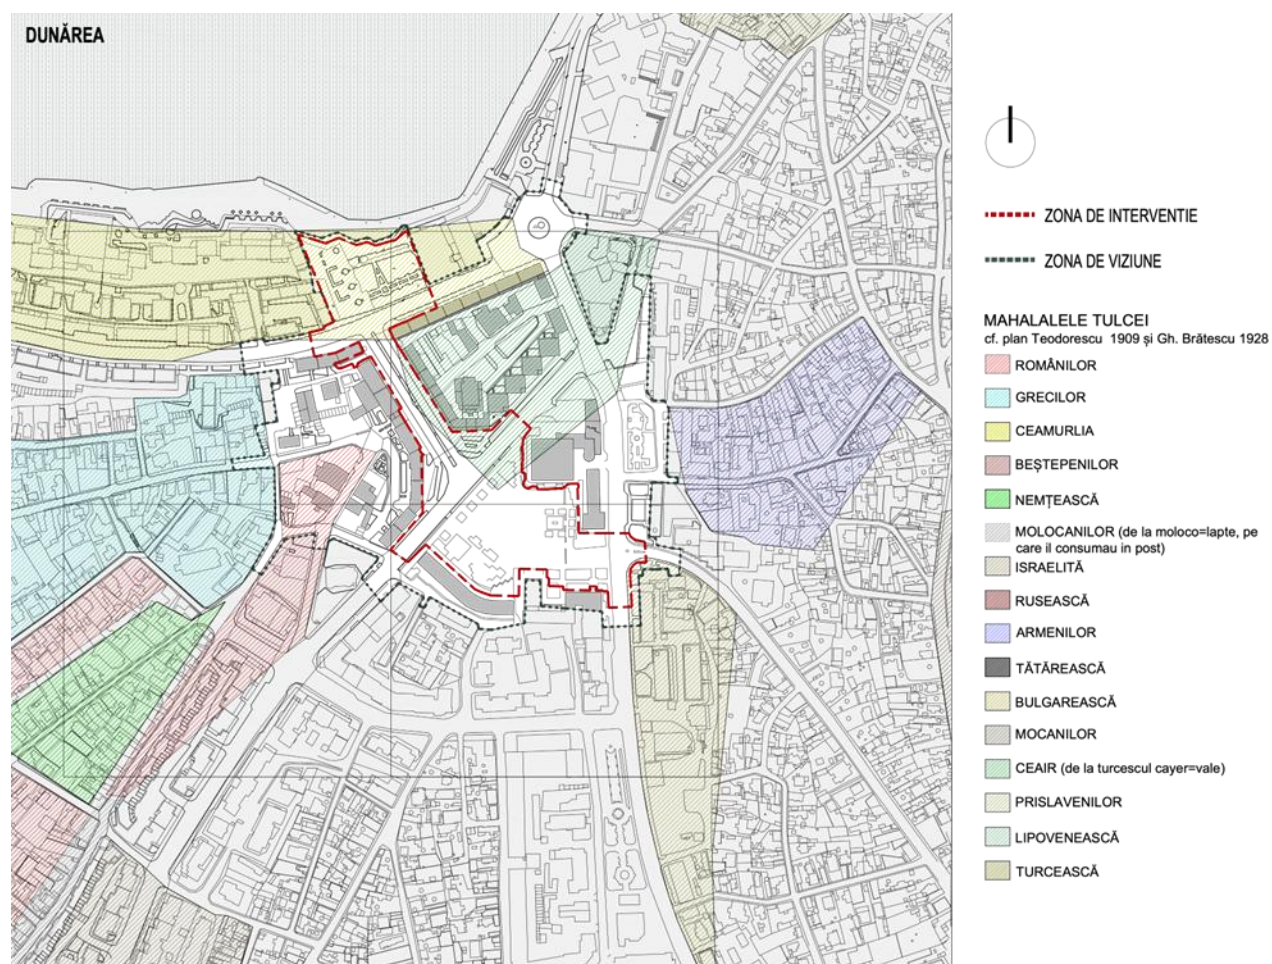 DUNĂREA
ZONA DE INTERVENTIE
ZONA DE VIZIUNE
MAHALALELE TULCEI
cf. plan Teodorescu 1909 și Gh. Brătescu 1928
ROMÂNILOR
GRECILOR
CEAMURLIA
BEȘTEPENILOR
NEMȚEASCĂ
MOLOCANILOR (de la moloco=lapte, pe
care il consumau in post)
ISRAELITĂ
RUSEASCĂ
ARMENILOR
TĂTĂREASCĂ
BULGAREASCĂ
MOCANILOR
CEAIR (de la turcescul cayer=vale)
PRISLAVENILOR
LIPOVENEASCĂ
TURCEASCĂ